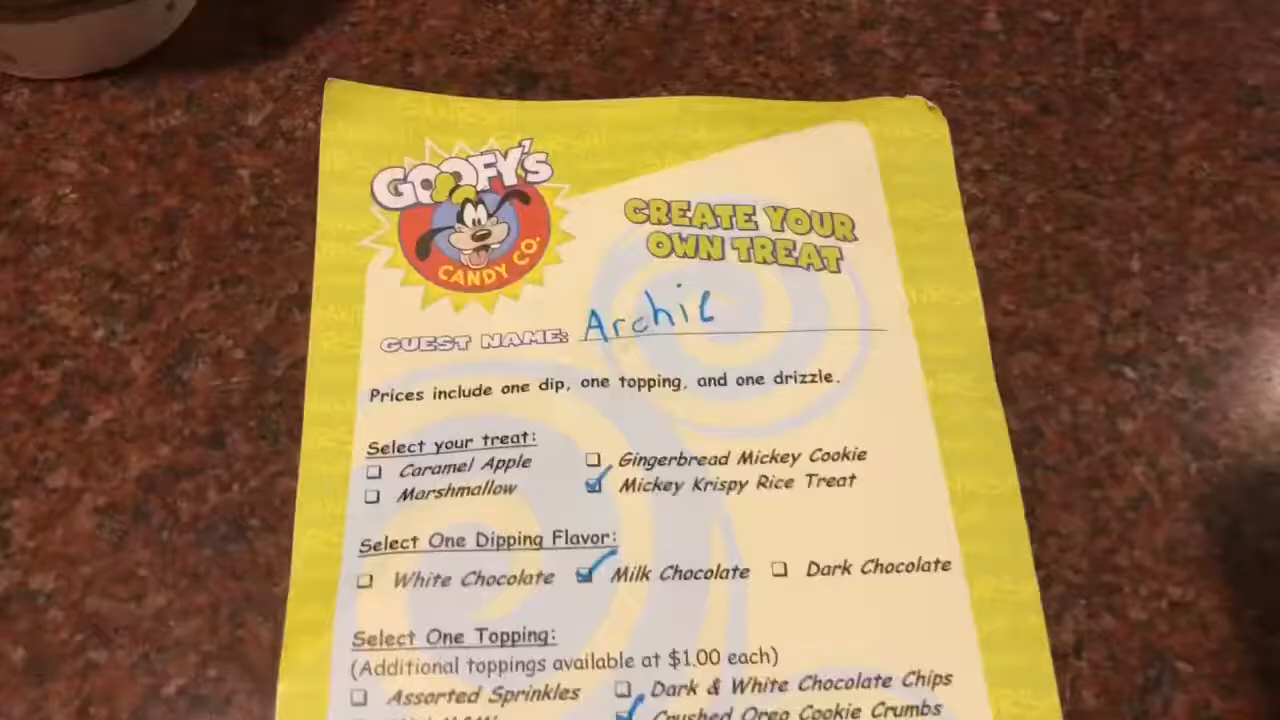 GOOFY'S
CANDY CO.
CREATE YOUR
OWN TREAT
GUEST NAME: Archie
Prices include one dip, one topping, and one drizzle.
Select your treat:
❑ Caramel Apple ❑ Gingerbread Mickey Cookie
❑ Marshmallow ☑ Mickey Krispy Rice Treat
Select One Dipping Flavor:
❑ White Chocolate ☑ Milk Chocolate ❑ Dark Chocolate
Select One Topping:
(Additional toppings available at $1.00 each)
❑ Assorted Sprinkles ❑ Dark & White Chocolate Chips
☑ Crushed Oreo Cookie Crumbs